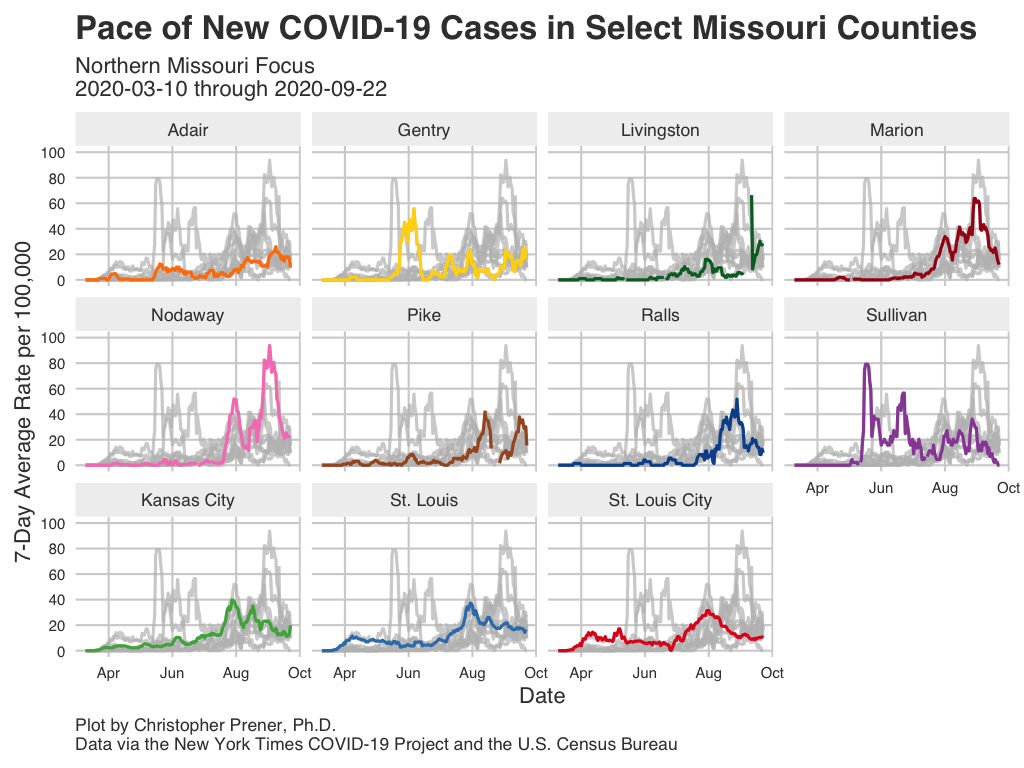 Pace of New COVID-19 Cases in Select Missouri Counties
Northern Missouri Focus
2020-03-10 through 2020-09-22
Adair
Gentry
Livingston
Marion
100
80
60
40
20
0
Nodaway
Pike
Ralls
Sullivan
100
80
60
40
20
0
Apr
Jun
Aug
Oct
Kansas City
St. Louis
St. Louis City
100
80
60
40
20
0
Apr
Jun
Aug
Oct
Apr
Jun
Aug
Oct
Apr
Jun
Aug
Oct
7-Day Average Rate per 100,000
Date
Plot by Christopher Prener, Ph.D.
Data via the New York Times COVID-19 Project and the U.S. Census Bureau